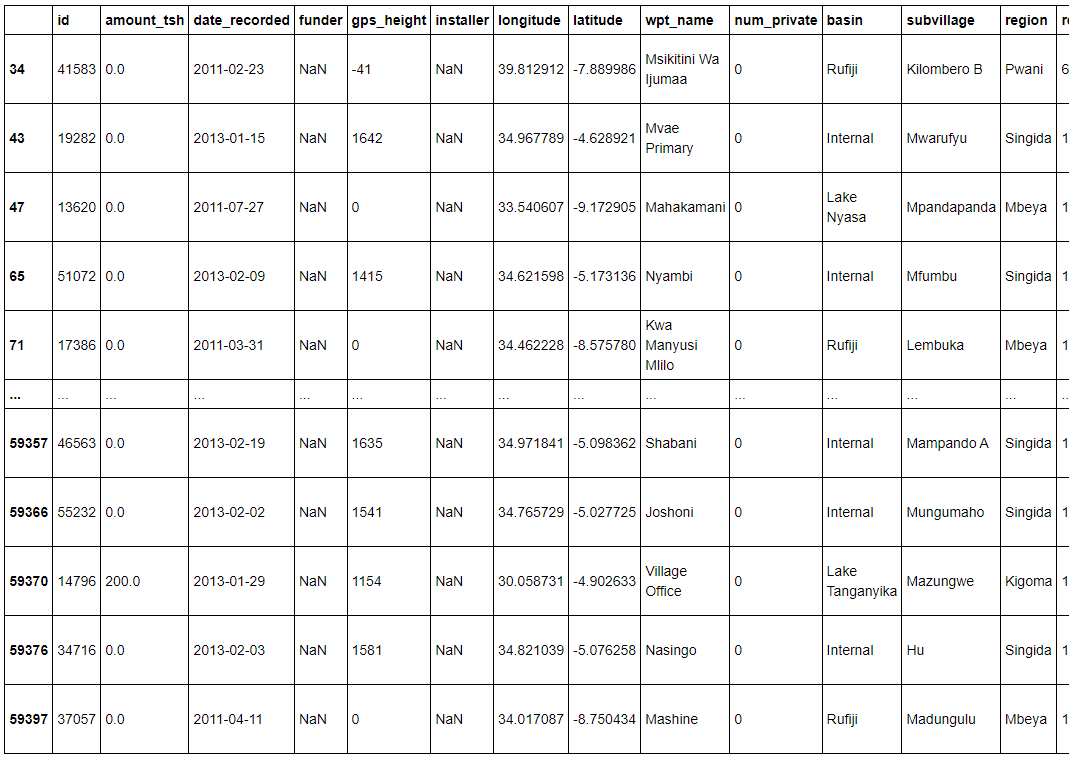 id amount_tsh date_recorded funder gps_height installer longitude latitude wpt_name num_private basin subvillage region
34 41583 0.0 2011-02-23 NaN -41 NaN 39.812912 -7.889986 Msikitini Wa Ijumaa 0 Rufiji Kilombero B Pwani 6
43 19282 0.0 2013-01-15 NaN 1642 NaN 34.967789 -4.628921 Mvae Primary 0 Internal Mwarufyu Singida 1
47 13620 0.0 2011-07-27 NaN 0 NaN 33.540607 -9.172905 Mahakamani 0 Lake Nyasa Mpandapanda Mbeya 1
65 51072 0.0 2013-02-09 NaN 1415 NaN 34.621598 -5.173136 Nyambi 0 Internal Mfumbu Singida 1
71 17386 0.0 2011-03-31 NaN 0 NaN 34.462228 -8.575780 Kwa Manyusi Mlilo 0 Rufiji Lembuka Mbeya 1
... ... ... ... ... ... ... ... ... ... ... ... ... ... ...
59357 46563 0.0 2013-02-19 NaN 1635 NaN 34.971841 -5.098362 Shabani 0 Internal Mampando A Singida 1
59366 55232 0.0 2013-02-02 NaN 1541 NaN 34.765729 -5.027725 Joshoni 0 Internal Mungumaho Singida 1
59370 14796 200.0 2013-01-29 NaN 1154 NaN 30.058731 -4.902633 Village Office 0 Lake Tanganyika Mazungwe Kigoma 1
59376 34716 0.0 2013-02-03 NaN 1581 NaN 34.821039 -5.076258 Nasingo 0 Internal Hu Singida 1
59397 37057 0.0 2011-04-11 NaN 0 NaN 34.017087 -8.750434 Mashine 0 Rufiji Madungulu Mbeya 1